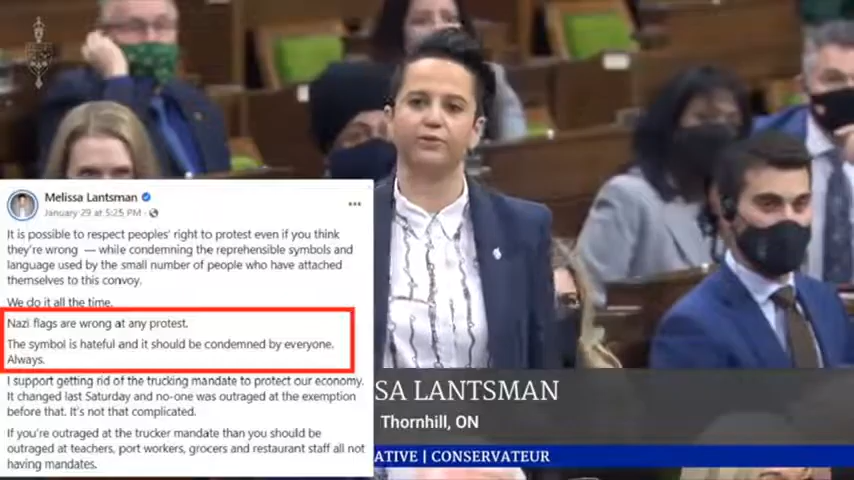 Melissa Lantsman
January 29 at 5:25 PM ·
It is possible to respect peoples' right to protest even if you think
they're wrong — while condemning the reprehensible symbols and
language used by the small number of people who have attached
themselves to this convoy.
We do it all the time.
Nazi flags are wrong at any protest.
The symbol is hateful and it should be condemned by everyone.
Always.
I support getting rid of the trucking mandate to protect our economy.
It changed last Saturday and no-one was outraged at the exemption
before that. It's not that complicated.
If you're outraged at the trucker mandate than you should be
outraged at teachers, port workers, grocers and restaurant staff all not
having mandates.
SSA LANTSMAN
Thornhill, ON
ATIVE | CONSERVATEUR